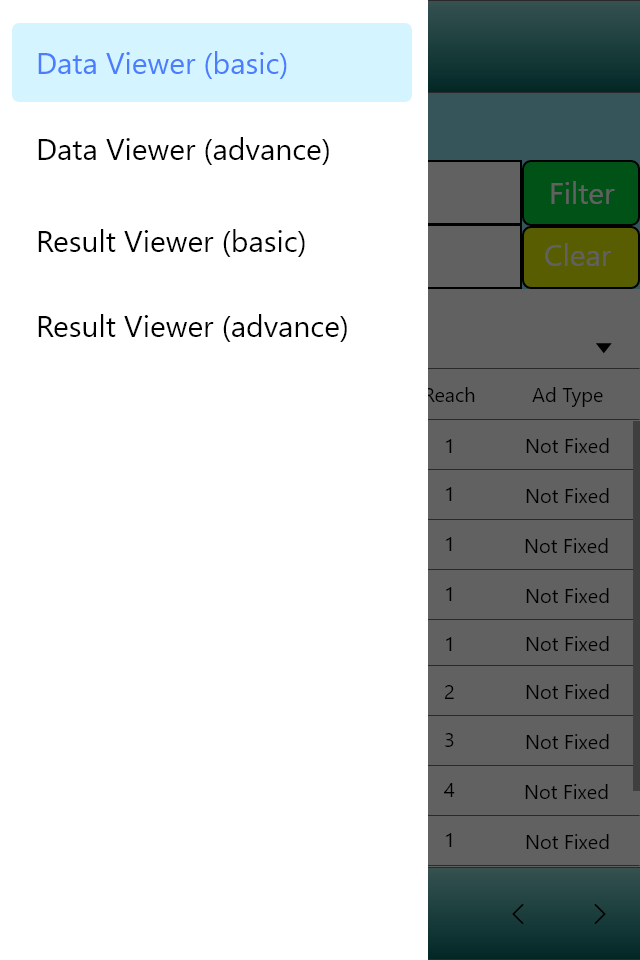 Data Viewer (basic)
Data Viewer (advance)
Result Viewer (basic)
Result Viewer (advance)
Filter
Clear
Reach Ad Type
1 Not Fixed
1 Not Fixed
1 Not Fixed
1 Not Fixed
1 Not Fixed
2 Not Fixed
3 Not Fixed
4 Not Fixed
1 Not Fixed